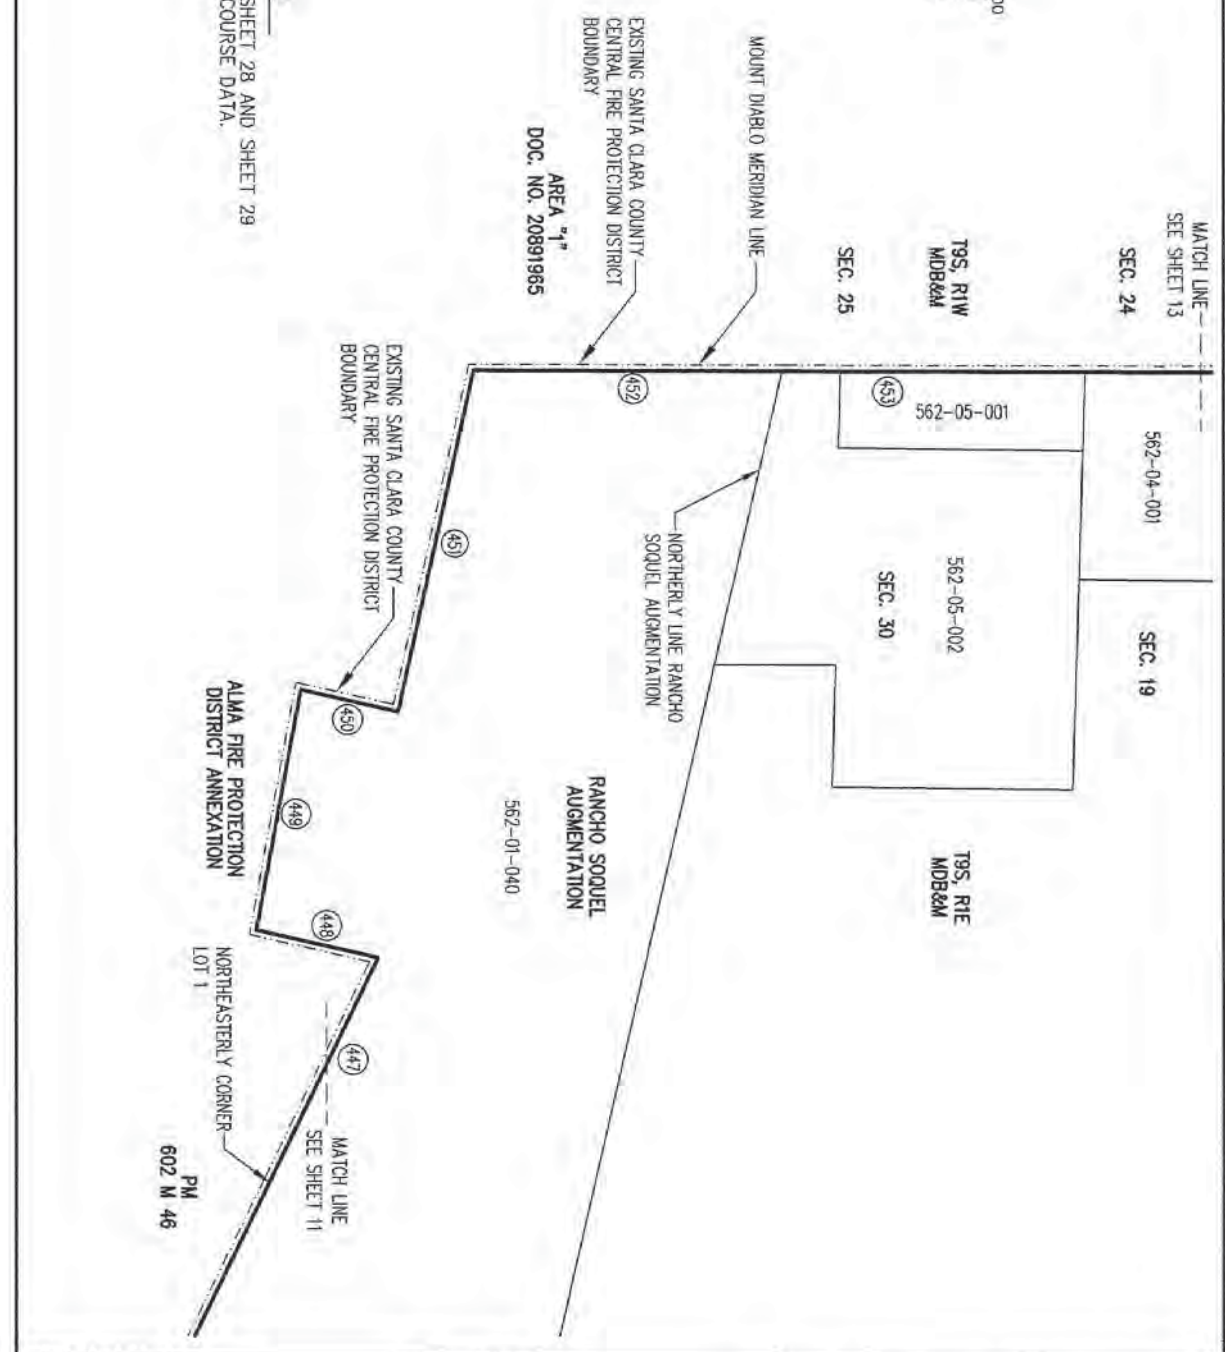 00
MATCH LINE
SEE SHEET 13
SEC. 24
T9S, R1W
MDB&M
SEC. 25
MOUNT DIABLO MERIDIAN LINE
EXISTING SANTA CLARA COUNTY
CENTRAL FIRE PROTECTION DISTRICT
BOUNDARY
AREA "1"
DOC. NO. 20891965
SHEET 28 AND SHEET 29
COURSE DATA.
562-04-001
SEC. 19
453
562-05-001
562-05-002
SEC. 30
452
NORTHERLY LINE RANCHO
SOQUEL AUGMENTATION
451
EXISTING SANTA CLARA COUNTY
CENTRAL FIRE PROTECTION DISTRICT
BOUNDARY
T9S, R1E
MDB&M
RANCHO SOQUEL
AUGMENTATION
562-01-040
450
449
ALMA FIRE PROTECTION
DISTRICT ANNEXATION
448
447
NORTHEASTERLY CORNER
LOT 1
MATCH LINE
SEE SHEET 11
PM
602 M 46